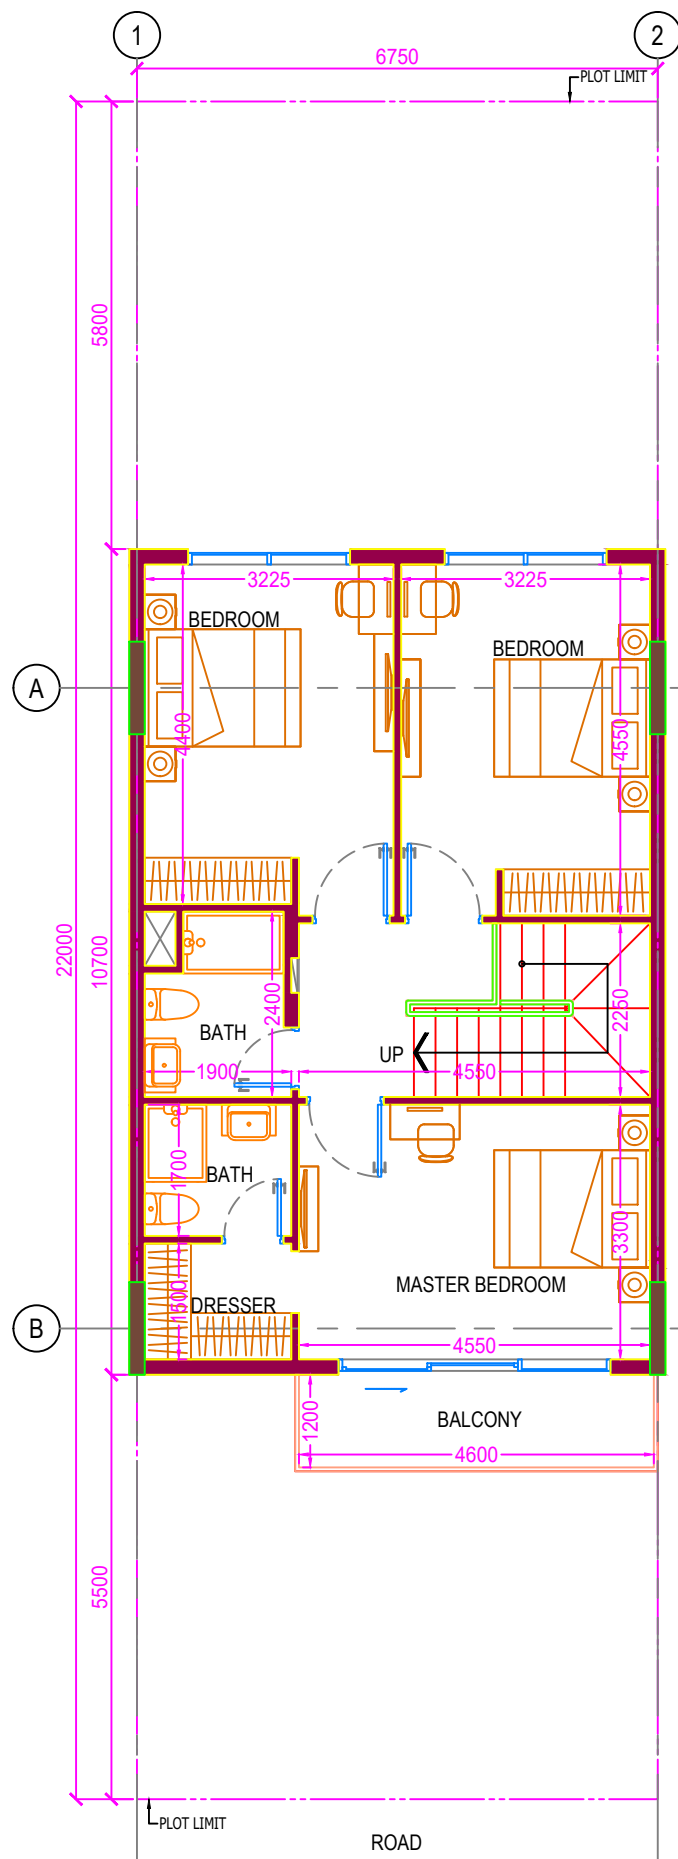 1
2
6750
PLOT LIMIT
5800
3225
3225
BEDROOM
BEDROOM
A
4400
4550
22000
10700
2400
2250
BATH
UP
1900
4550
1700
BATH
3300
1500
DRESSER
MASTER BEDROOM
B
4550
1200
BALCONY
4600
5500
PLOT LIMIT
ROAD